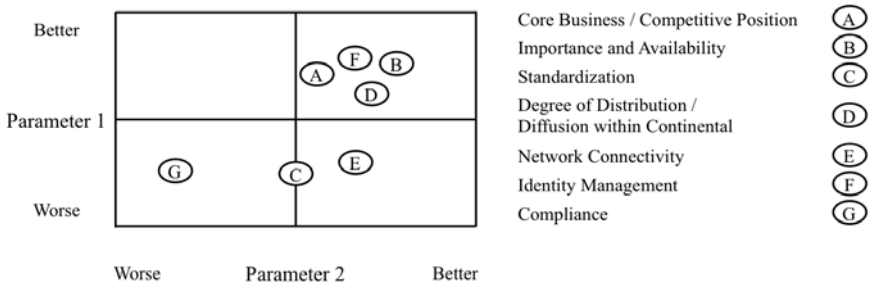 Better
Parameter 1
Worse
A
F
B
D
G
C
E
Worse Parameter 2 Better
Core Business / Competitive Position A
Importance and Availability B
Standardization C
Degree of Distribution /
Diffusion within Continental D
Network Connectivity E
Identity Management F
Compliance G